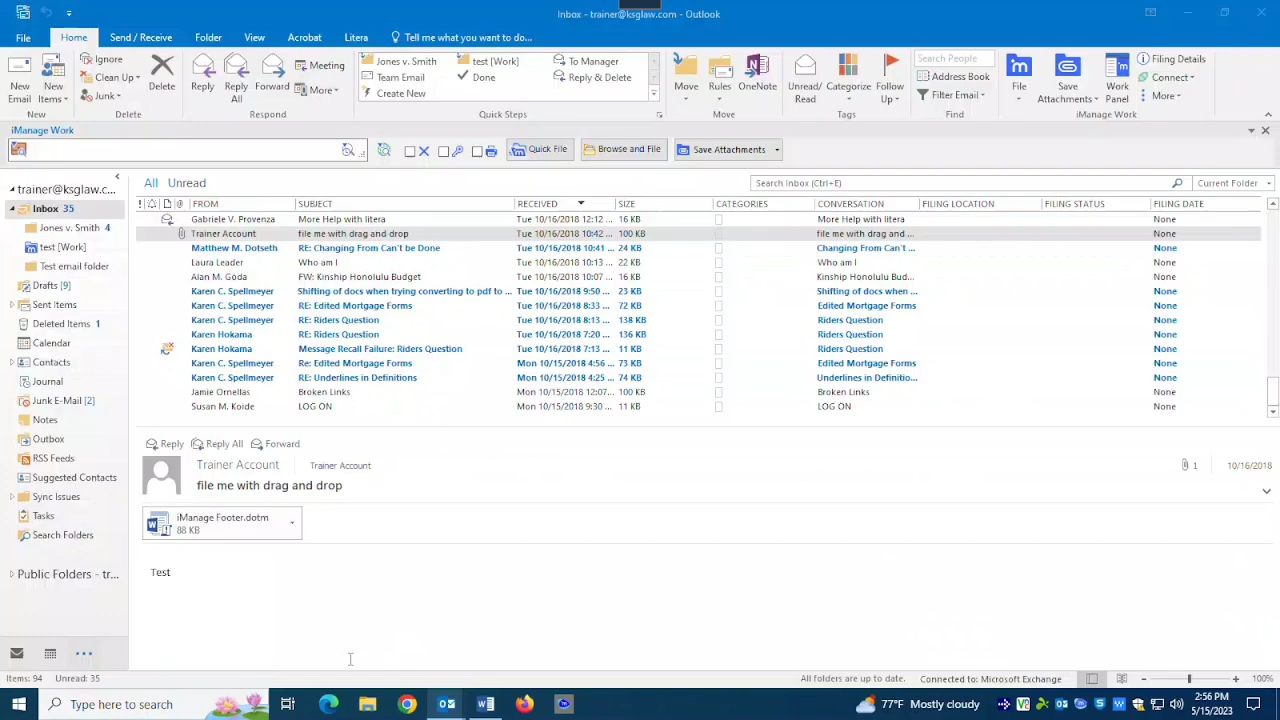 Inbox - trainer@ksglaw.com - Outlook
File Home Send / Receive Folder View Acrobat Litera Tell me what you want to do...
New Email
New Items
New
Ignore
Clean Up
Junk
Delete
Delete
Reply
Reply All
Forward
Meeting
More
Respond
Jones v. Smith
Team Email
Create New
test [Work]
Done
To Manager
Reply & Delete
Quick Steps
Move
Rules
OneNote
Move
Unread/ Read
Categorize
Follow Up
Tags
Search People
Address Book
Filter Email
Find
File
Save Attachments
Work Panel
Filing Details
Connect
More
iManage Work
iManage Work
Quick File Browse and File Save Attachments
trainer@ksglaw.c...
Inbox 35
Jones v. Smith 4
test [Work]
Test email folder
Drafts [9]
Sent Items
Deleted Items 1
Calendar
Contacts
Journal
Junk E-Mail [2]
Notes
Outbox
RSS Feeds
Suggested Contacts
Sync Issues
Tasks
Search Folders
Public Folders - tr...
All Unread
Search Inbox (Ctrl+E) Current Folder
FROM SUBJECT RECEIVED SIZE CATEGORIES CONVERSATION FILING LOCATION FILING STATUS FILING DATE
Gabriele V. Provenza More Help with litera Tue 10/16/2018 12:12 ... 16 KB More Help with litera None
Trainer Account file me with drag and drop Tue 10/16/2018 10:42 ... 100 KB file me with drag and ... None
Matthew M. Dotseth RE: Changing From Can't be Done Tue 10/16/2018 10:41 ... 24 KB Changing From Can't ... None
Laura Leader Who am I Tue 10/16/2018 10:13 ... 22 KB Who am I None
Alan M. Goda FW: Kinship Honolulu Budget Tue 10/16/2018 10:07 ... 16 KB Kinship Honolulu Bud... None
Karen C. Spellmeyer Shifting of docs when trying converting to pdf to ... Tue 10/16/2018 9:50 ... 23 KB Shifting of docs when ... None
Karen C. Spellmeyer RE: Edited Mortgage Forms Tue 10/16/2018 8:33 ... 72 KB Edited Mortgage Forms None
Karen C. Spellmeyer RE: Riders Question Tue 10/16/2018 8:13 ... 138 KB Riders Question None
Karen Hokama RE: Riders Question Tue 10/16/2018 7:20 ... 136 KB Riders Question None
Karen Hokama Message Recall Failure: Riders Question Tue 10/16/2018 7:13 ... 11 KB Riders Question None
Karen C. Spellmeyer Re: Edited Mortgage Forms Mon 10/15/2018 4:56 ... 73 KB Edited Mortgage Forms None
Karen C. Spellmeyer RE: Underlines in Definitions Mon 10/15/2018 4:25 ... 74 KB Underlines in Definitio... None
Jamie Ornellas Broken Links Mon 10/15/2018 12:07... 100 KB Broken Links None
Susan M. Koide LOG ON Mon 10/15/2018 9:30 ... 11 KB LOG ON None
Reply Reply All Forward
Trainer Account Trainer Account 1 10/16/2018
file me with drag and drop
iManage Footer.dotm
88 KB
Test
Items: 94 Unread: 35 All folders are up to date. Connected to: Microsoft Exchange 100%
Type here to search 77°F Mostly cloudy 2:56 PM
5/15/2023